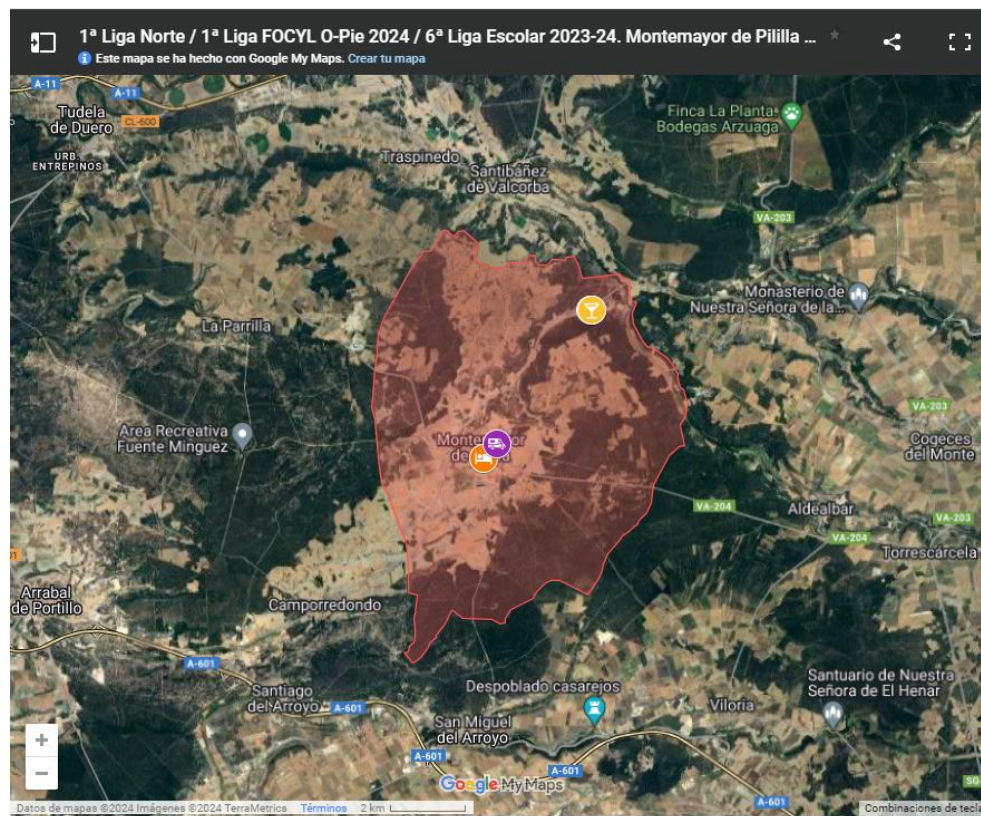 1ª Liga Norte / 1ª Liga FOCYL O-Pie 2024 / 6ª Liga Escolar 2023-24. Montemayor de Pililla ...
Este mapa se ha hecho con Google My Maps. Crear tu mapa
A-11
A-11
Tudela
de Duero
CL-600
URB.
ENTREPINOS
Traspinedo
Santibáñez
de Valcorba
Finca La Planta:
Bodegas Arzuaga
VA-203
Monasterio de
Nuestra Señora de la...
La Parrilla
Area Recreativa
Fuente Minguez
VA-203
Cogeces
del Monte
VA-204
Aldealbar
VA-203
VA-204
Torrescárcela
Arrabal
de Portillo
Camporredondo
A-601
Santiago
del Arroyo
A-601
Despoblado casarejos
Santuario de Nuestra
Señora de El Henar
Viloria
San Miguel
del Arroyo
A-601
A-601
A-601
Google My Maps
Datos de mapas ©2024 Imágenes ©2024 TerraMetrics Términos 2 km
Combinaciones de tecla